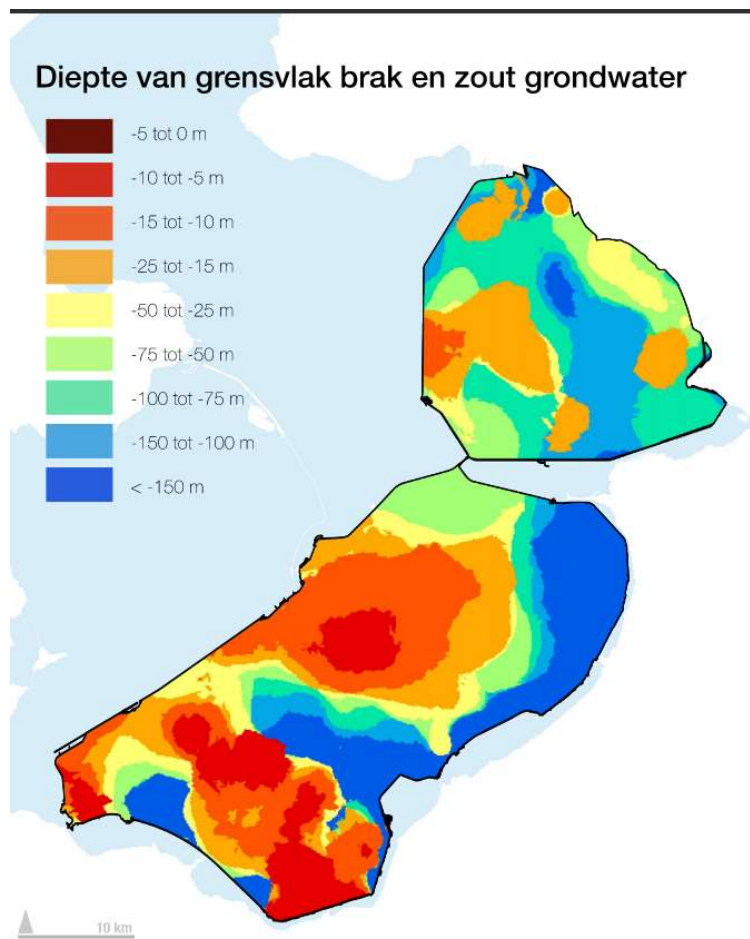 Diepte van grensvlak brak en zout grondwater
-5 tot 0 m
-10 tot -5 m
-15 tot -10 m
-25 tot -15 m
-50 tot -25 m
-75 tot -50 m
-100 tot -75 m
-150 tot -100 m
< -150 m
10 km